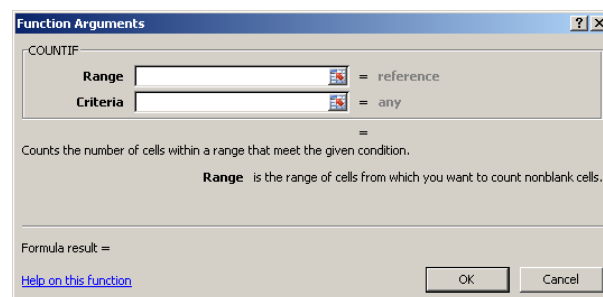 Function Arguments
COUNTIF
Range = reference
Criteria = any
=
Counts the number of cells within a range that meet the given condition.
Range is the range of cells from which you want to count nonblank cells.
Formula result =
Help on this function OK Cancel